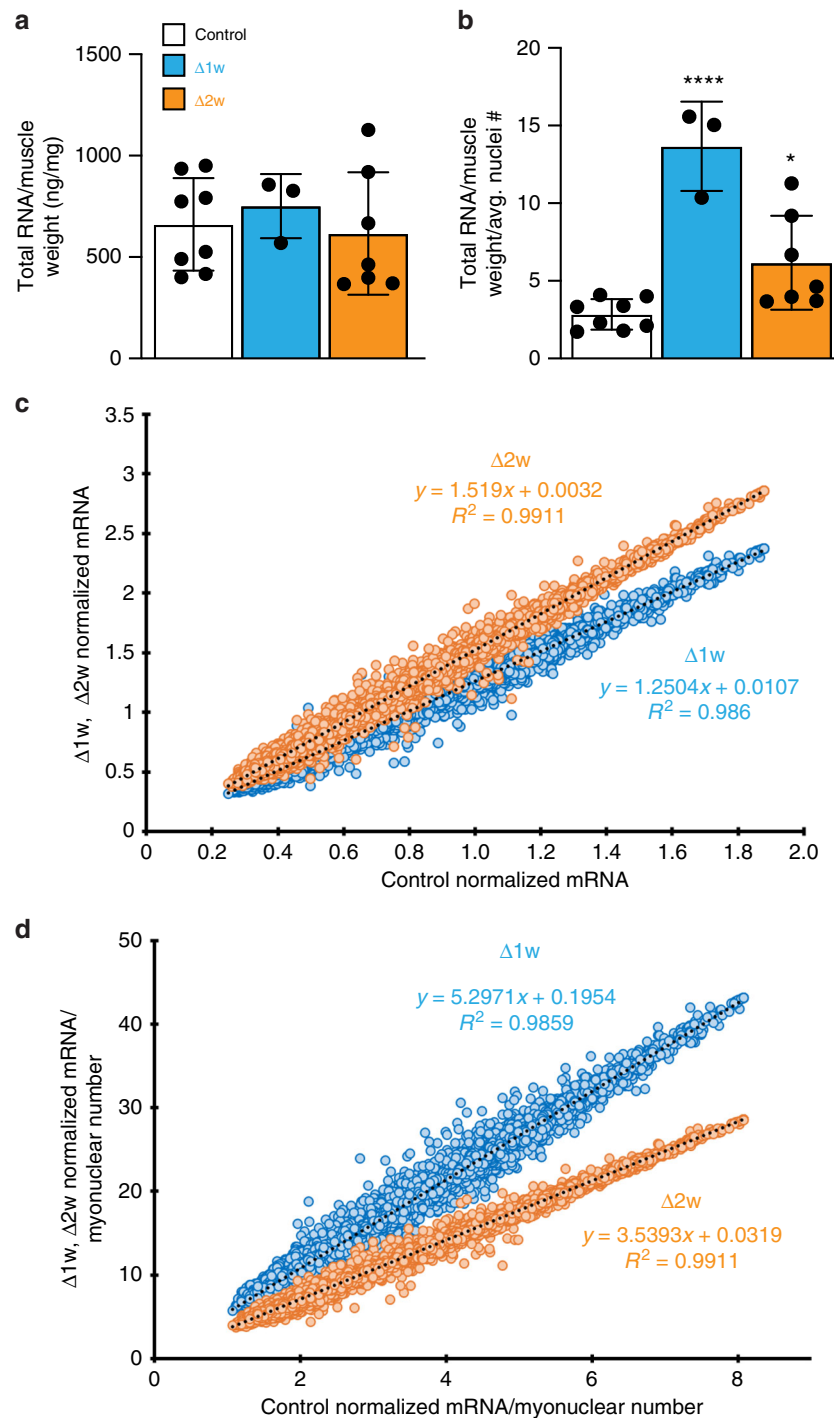 a
Control
Δ1w
Δ2w
Total RNA/muscle
weight (ng/mg)
1500
1000
500
0
b
Total RNA/muscle
weight/avg. nuclei #
20
15
10
5
0
****
*
c
Δ1w, Δ2w normalized mRNA
3.5
3
2.5
2
1.5
1
0.5
0
Δ2w
y = 1.519x + 0.0032
R² = 0.9911
Δ1w
y = 1.2504x + 0.0107
R² = 0.986
0 0.2 0.4 0.6 0.8 1.0 1.2 1.4 1.6 1.8 2.0
Control normalized mRNA
d
Δ1w, Δ2w normalized mRNA/
myonuclear number
50
40
30
20
10
0
Δ1w
y = 5.2971x + 0.1954
R² = 0.9859
Δ2w
y = 3.5393x + 0.0319
R² = 0.9911
0 2 4 6 8
Control normalized mRNA/myonuclear number